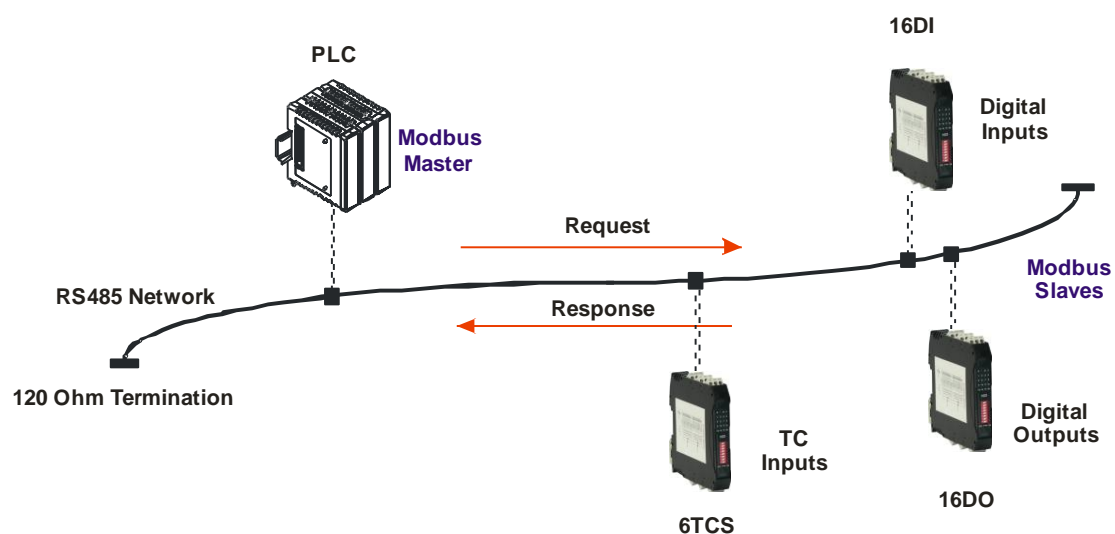 16DI
PLC
Digital
Inputs
Modbus
Master
Request
Modbus
Slaves
RS485 Network
Response
120 Ohm Termination
TC
Inputs
Digital
Outputs
16DO
6TCS